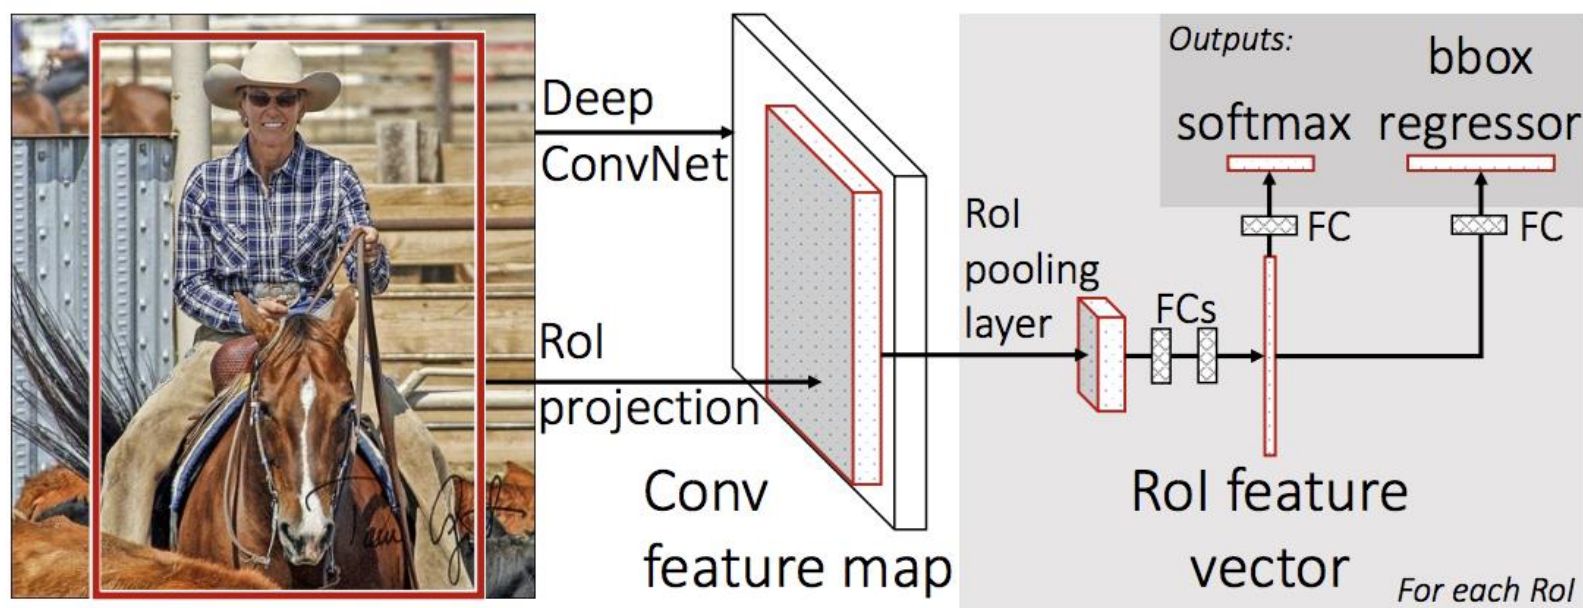 Deep
ConvNet
RoI
projection
Conv
feature map
RoI
pooling
layer
FCs
RoI feature
vector
For each RoI
Outputs:
softmax
bbox
regressor
FC
FC